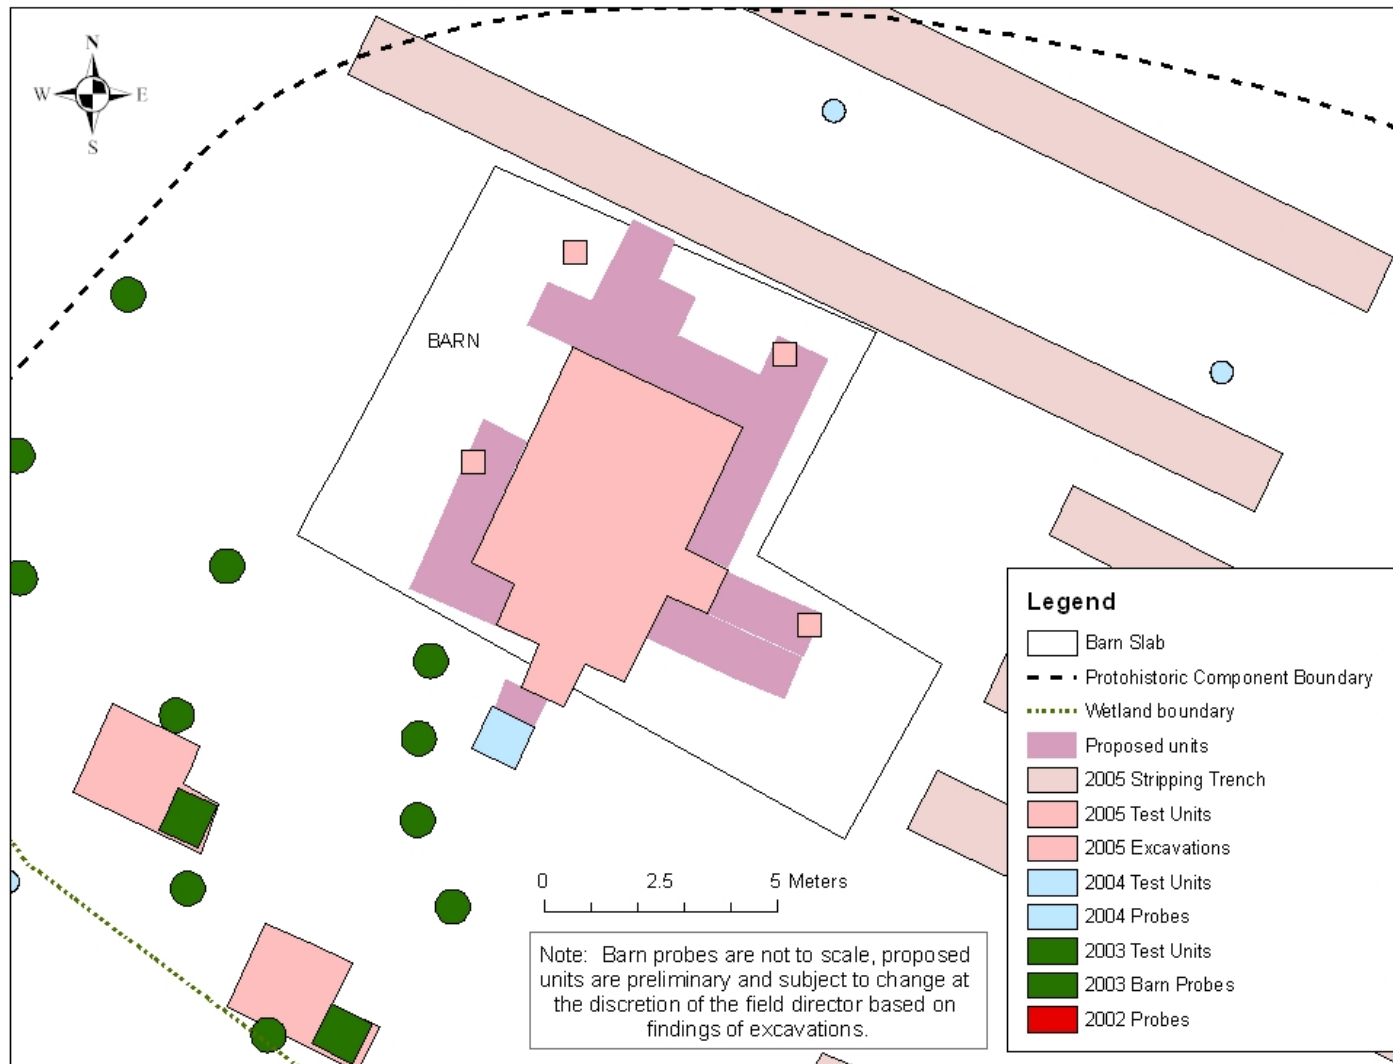 N
W E
S
BARN
Legend
Barn Slab
Protohistoric Component Boundary
Wetland boundary
Proposed units
2005 Stripping Trench
2005 Test Units
2005 Excavations
2004 Test Units
2004 Probes
2003 Test Units
2003 Barn Probes
2002 Probes
0 2.5 5 Meters
Note: Barn probes are not to scale, proposed
units are preliminary and subject to change at
the discretion of the field director based on
findings of excavations.